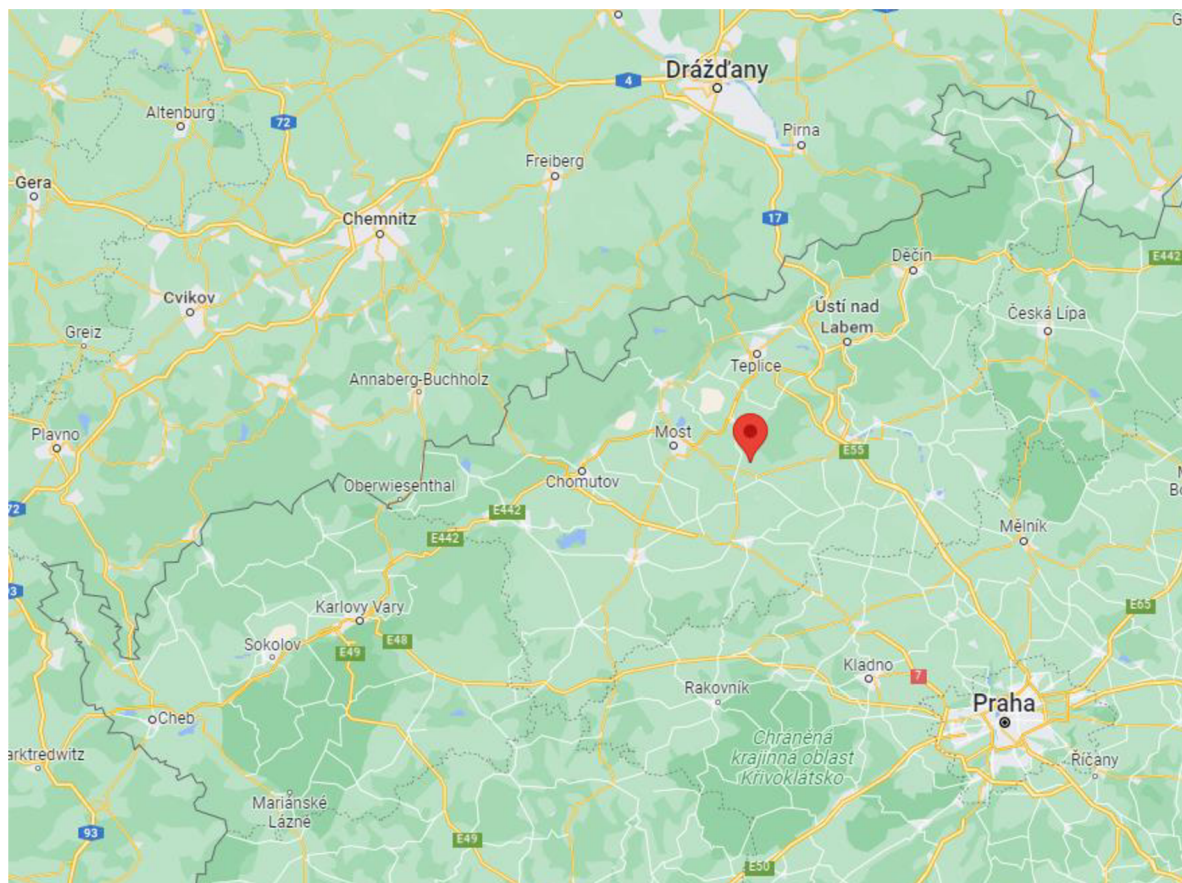 Drážďany
4
Altenburg
72
Pirna
Freiberg
Gera
Chemnitz
17
Děčín
E442
Cvikov
Ústí nad
Labem
Česká Lípa
Greiz
Teplice
Annaberg-Buchholz
Plavno
Most
E55
Chomutov
Oberwiesenthal
72
E442
Mělník
E442
Karlovy Vary
E65
Sokolov
E49
E48
Kladno
7
Rakovník
Praha
Cheb
Chráněná
krajinná oblast
Křivoklátsko
arktredwitz
Říčany
Mariánské
Lázně
93
E49
E50